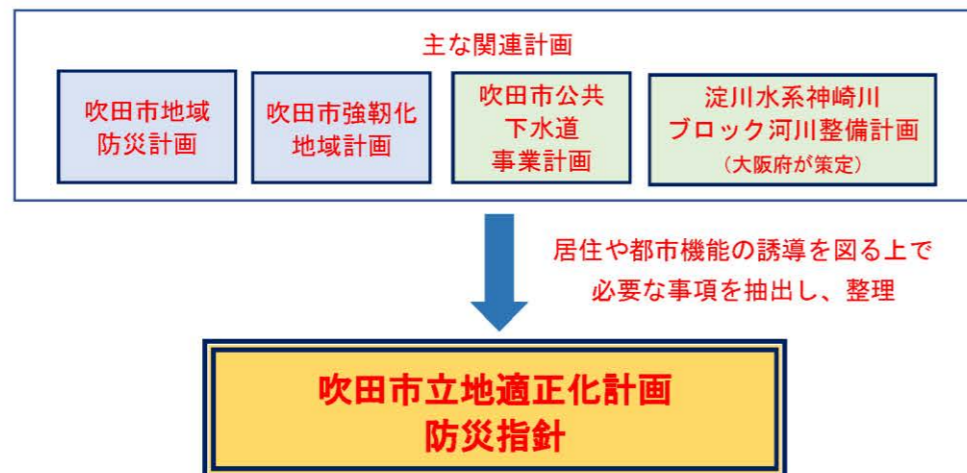 主な関連計画
吹田市地域
防災計画
吹田市強靭化
地域計画
吹田市公共
下水道
事業計画
淀川水系神崎川
ブロック河川整備計画
（大阪府が策定）
居住や都市機能の誘導を図る上で
必要な事項を抽出し、整理
吹田市立地適正化計画
防災指針